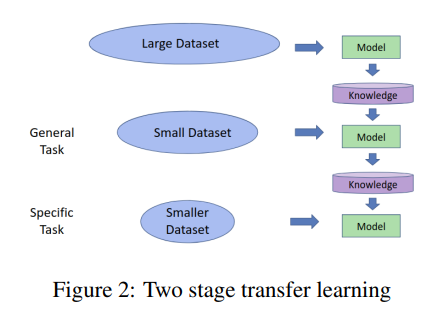 Large Dataset
Model
Knowledge
General
Task
Small Dataset
Model
Knowledge
Specific
Task
Smaller
Dataset
Model
Figure 2: Two stage transfer learning